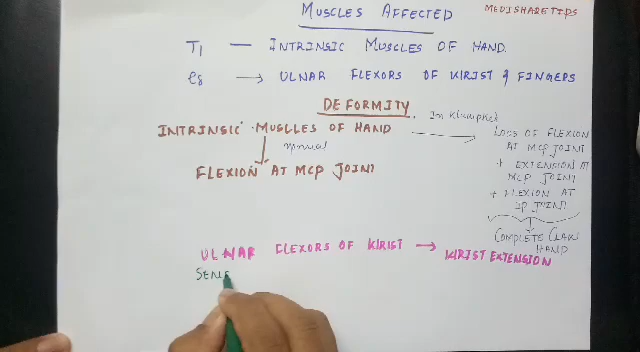 MUSCLES AFFECTED
MEDISHARETIPS
T1 — INTRINSIC MUSCLES OF HAND.
C8 → ULNAR FLEXORS OF WRIST & FINGERS
DEFORMITY.
INTRINSIC MUSCLES OF HAND
Normal
FLEXION AT MCP JOINT
In Klumpke's
LOSS OF FLEXION
AT MCP JOINT
+ EXTENSION AT
MCP JOINT
+ FLEXION AT
IP JOINT
COMPLETE CLAW
HAND
ULNAR FLEXORS OF WRIST → WRIST EXTENSION
SENS